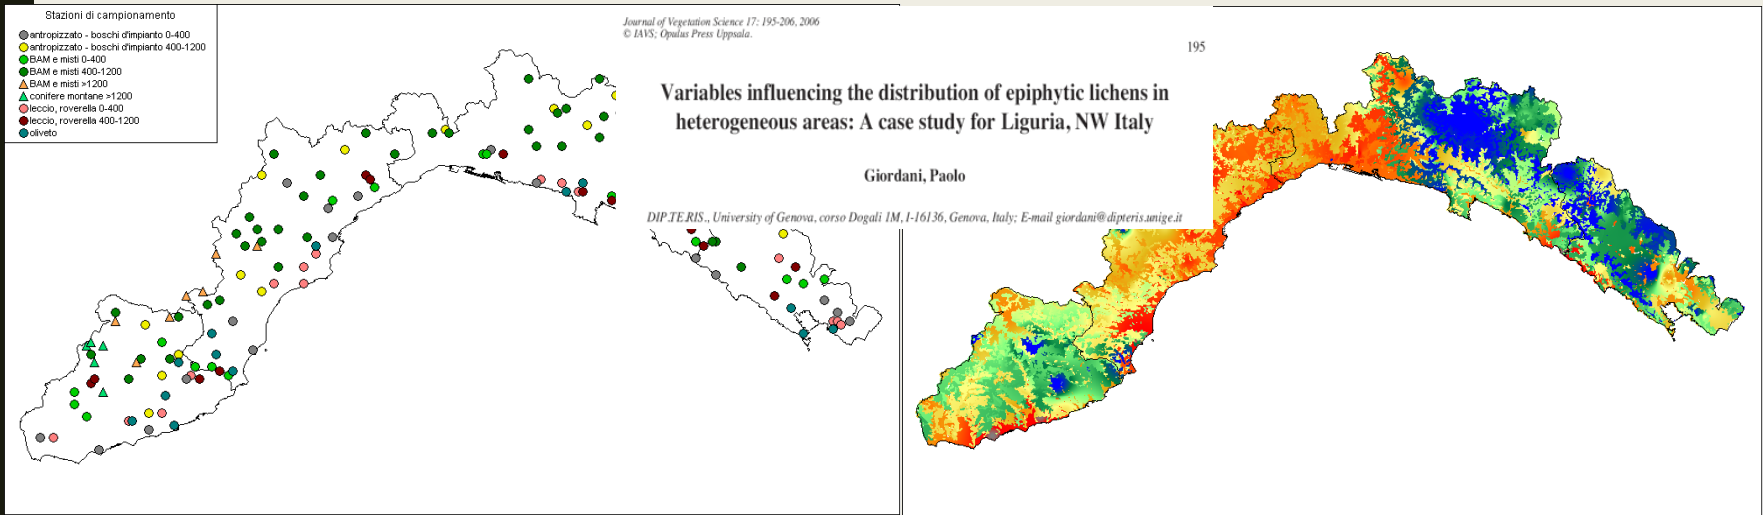 Stazioni di campionamento
antropizzato - boschi d'impianto 0-400
antropizzato - boschi d'impianto 400-1200
BAM e misti 0-400
BAM e misti 400-1200
BAM e misti >1200
conifere montane >1200
leccio, roverella 0-400
leccio, roverella 400-1200
oliveto
Journal of Vegetation Science 17: 195-206, 2006
© IAVS; Opulus Press Uppsala.
195
Variables influencing the distribution of epiphytic lichens in
heterogeneous areas: A case study for Liguria, NW Italy
Giordani, Paolo
DIP.TE.RIS., University of Genova, corso Dogali 1M, I-16136, Genova, Italy; E-mail giordani@dipteris.unige.it